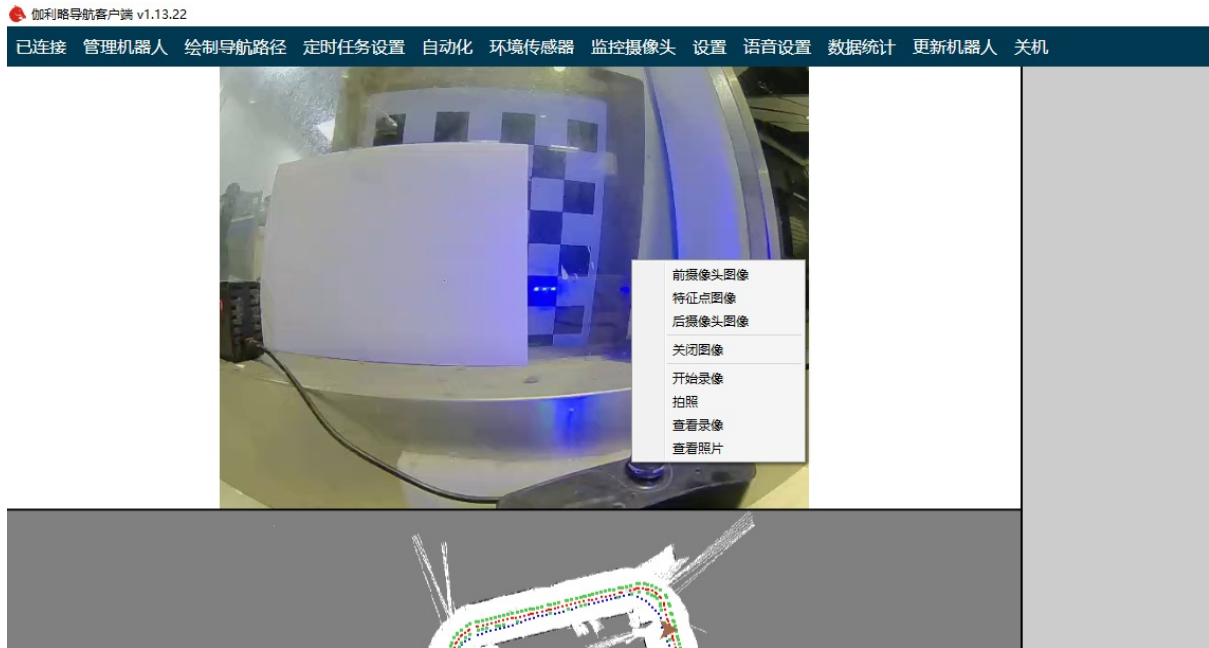 伽利略导航客户端 v1.13.22
已连接 管理机器人 绘制导航路径 定时任务设置 自动化 环境传感器 监控摄像头 设置 语音设置 数据统计 更新机器人 关机
前摄像头图像
特征点图像
后摄像头图像
关闭图像
开始录像
拍照
查看录像
查看照片